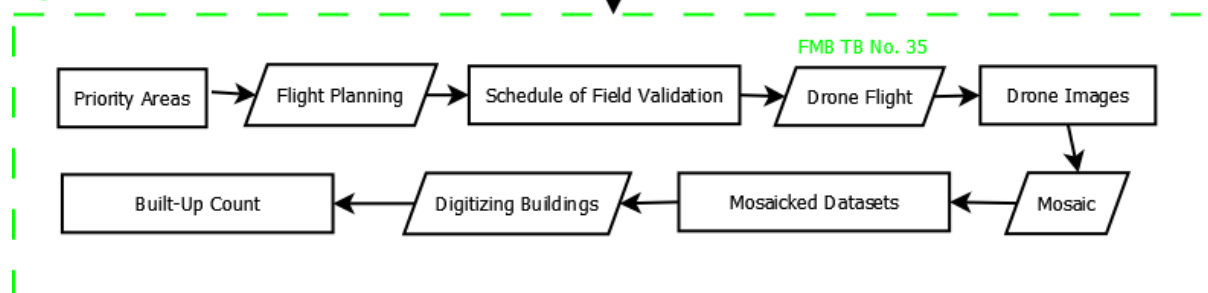 FMB TB No. 35
Priority Areas
Flight Planning
Schedule of Field Validation
Drone Flight
Drone Images
Mosaic
Mosaicked Datasets
Digitizing Buildings
Built-Up Count